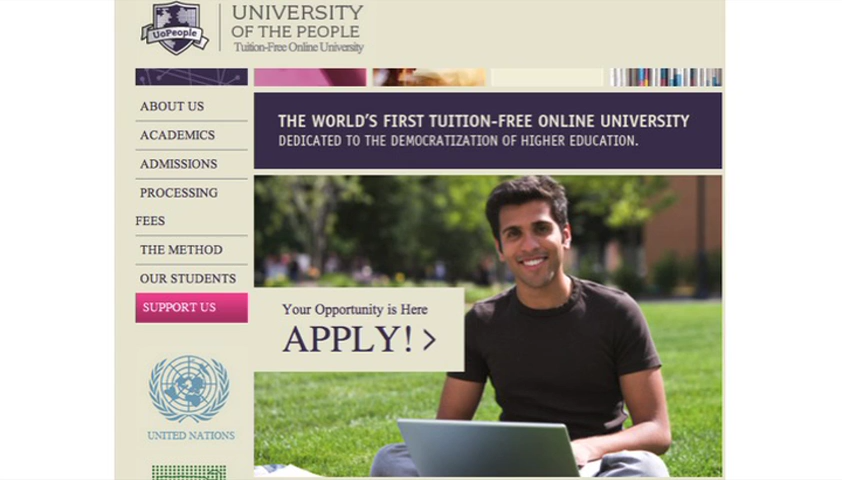 UoPeople
UNIVERSITY
OF THE PEOPLE
Tuition-Free Online University
ABOUT US
ACADEMICS
ADMISSIONS
PROCESSING
FEES
THE METHOD
OUR STUDENTS
SUPPORT US
UNITED NATIONS
THE WORLD'S FIRST TUITION-FREE ONLINE UNIVERSITY
DEDICATED TO THE DEMOCRATIZATION OF HIGHER EDUCATION.
Your Opportunity is Here
APPLY! >